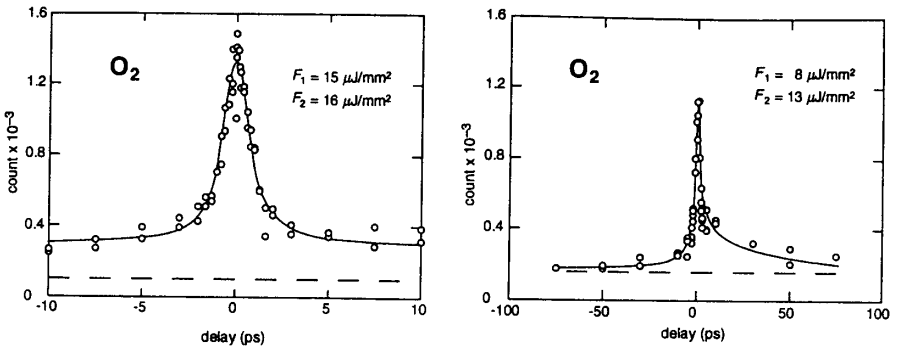 1.6
1.2
0.8
0.4
0
count x 10⁻³
O₂
F₁ = 15 μJ/mm²
F₂ = 16 μJ/mm²
-10
-5
0
5
10
delay (ps)
1.6
1.2
0.8
0.4
0
count x 10⁻³
O₂
F₁ = 8 μJ/mm²
F₂ = 13 μJ/mm²
-100
-50
0
50
100
delay (ps)